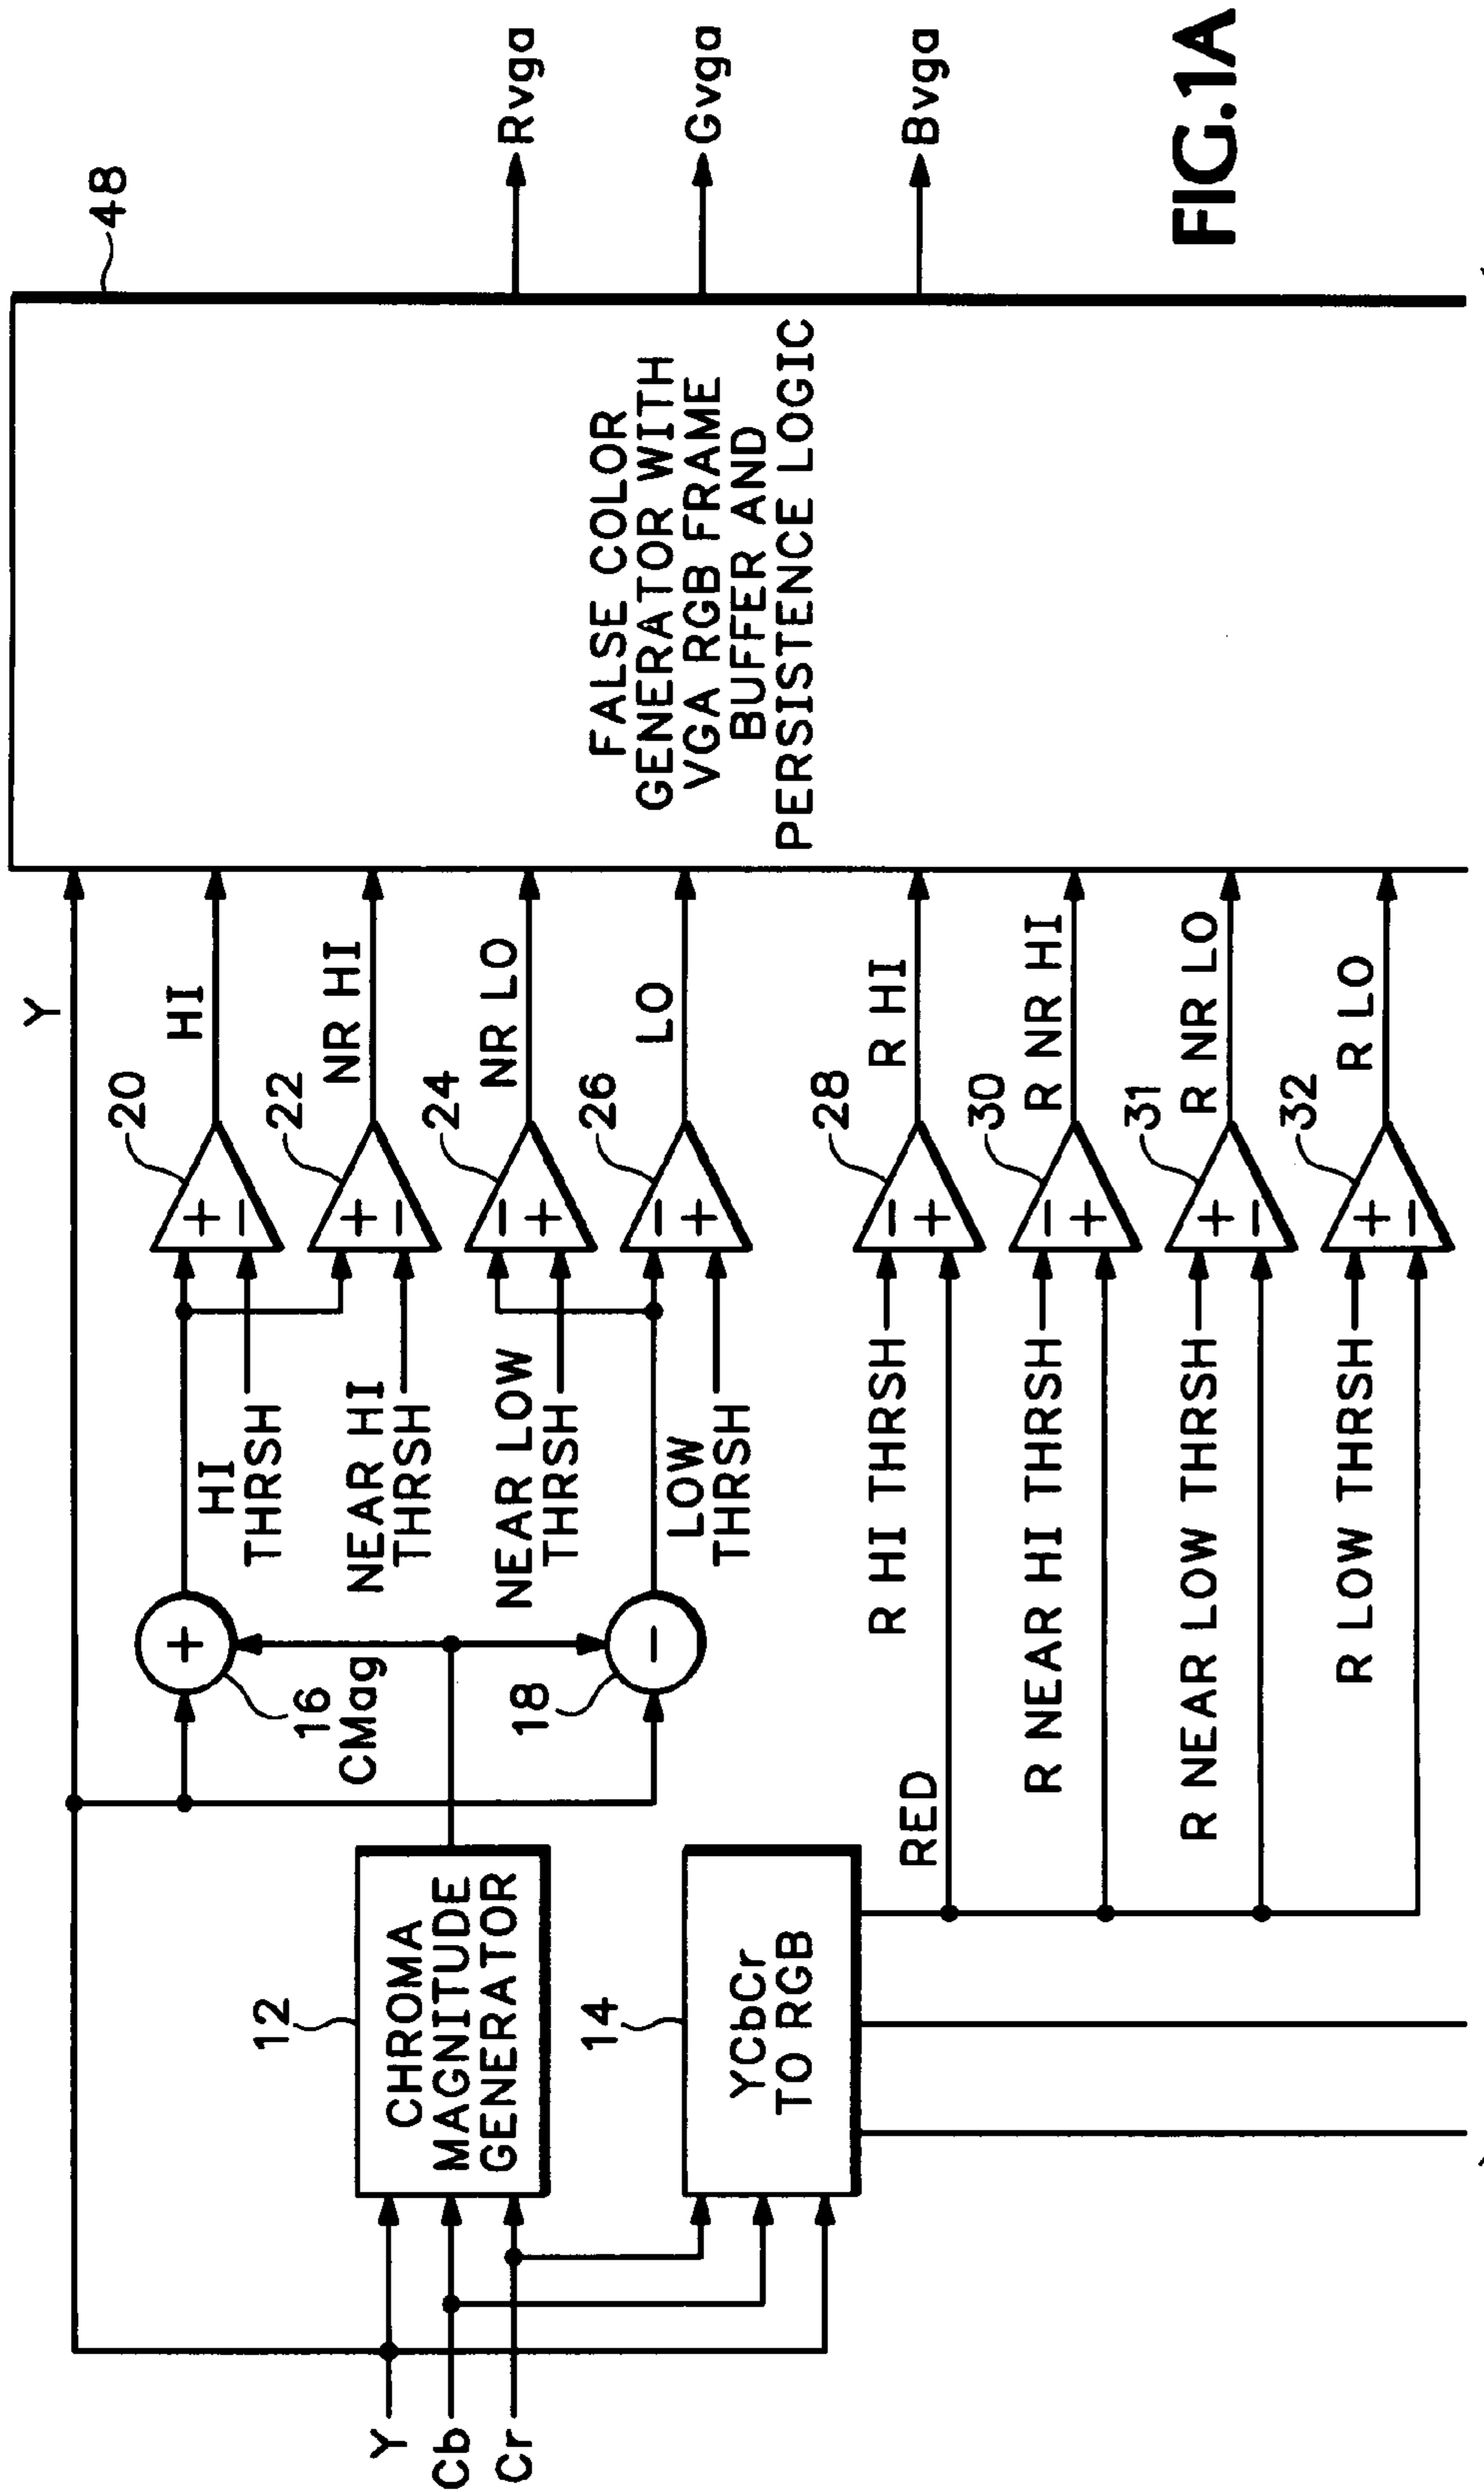 Y
Cb
Cr
12
CHROMA
MAGNITUDE
GENERATOR
14
YCbCr
TO RGB
16
CMag
+
18
−
Y
HI
THRSH
NEAR HI
THRSH
NEAR LOW
THRSH
LOW
THRSH
20
+
−
HI
22
+
−
NR HI
24
−
+
NR LO
26
−
+
LO
RED
R HI THRSH
R NEAR HI THRSH
R NEAR LOW THRSH
R LOW THRSH
28
−
+
R HI
30
−
+
R NR HI
31
+
−
R NR LO
32
+
−
R LO
48
FALSE COLOR
GENERATOR WITH
VGA RGB FRAME
BUFFER AND
PERSISTENCE LOGIC
Rvga
Gvga
Bvga
FIG.1A